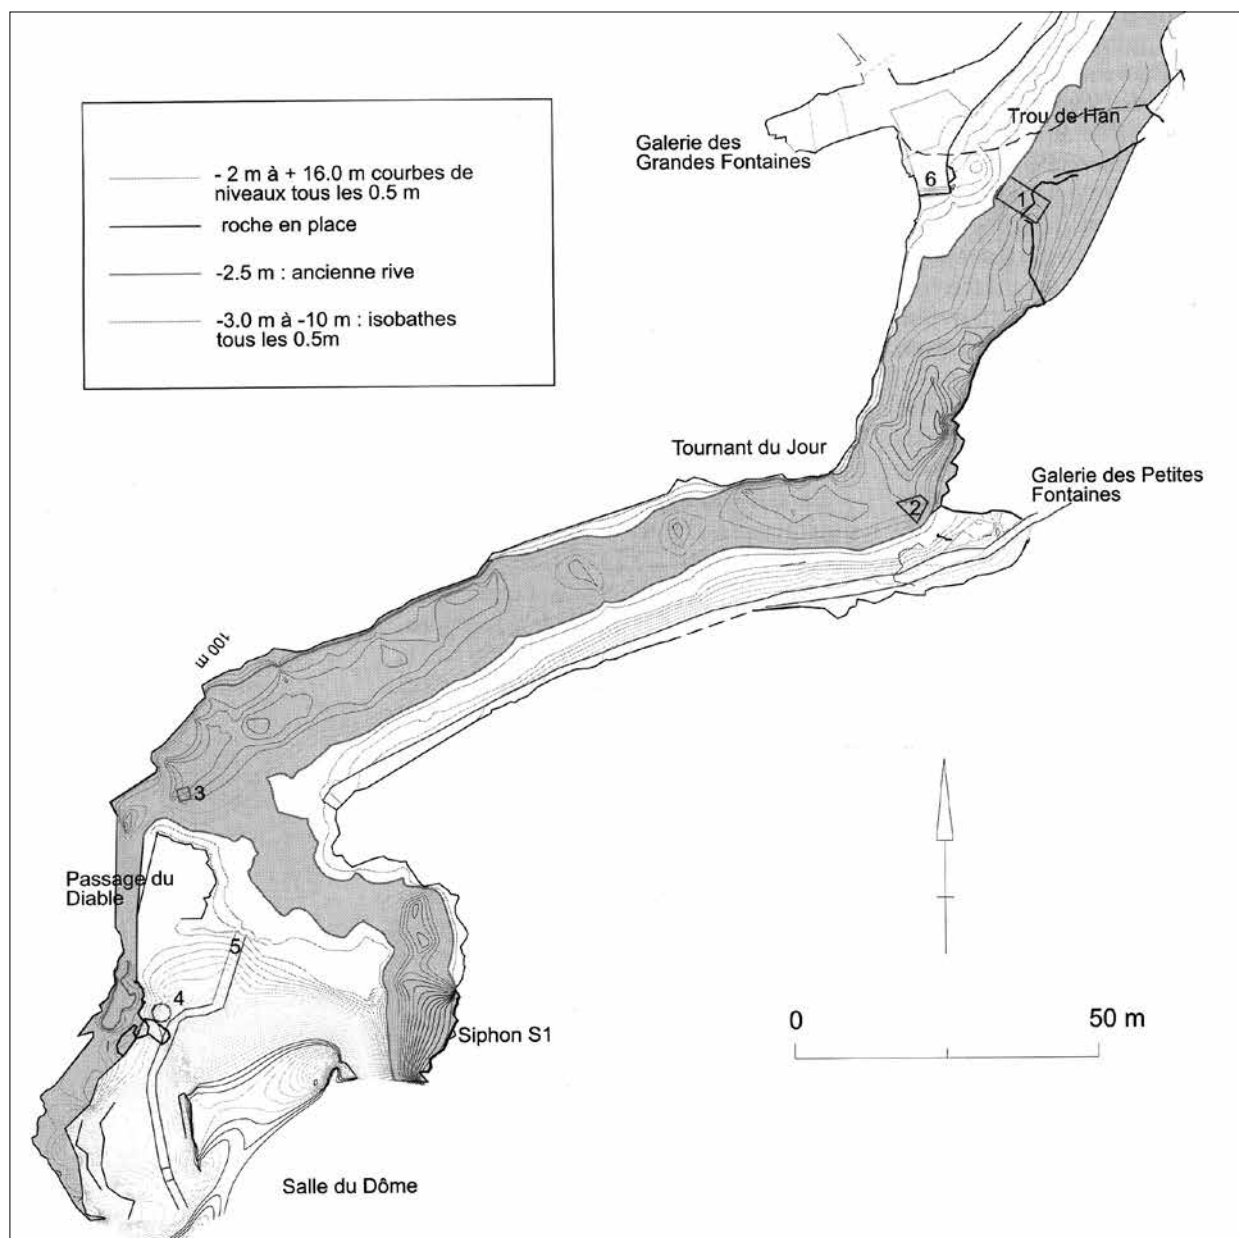 - 2 m à + 16.0 m courbes de
niveaux tous les 0.5 m
roche en place
-2.5 m : ancienne rive
-3.0 m à -10 m : isobathes
tous les 0.5m
Trou de Han
Galerie des
Grandes Fontaines
6
1
Tournant du Jour
Galerie des Petites
Fontaines
2
100 m
3
Passage du
Diable
5
4
0
50 m
Siphon S1
Salle du Dôme